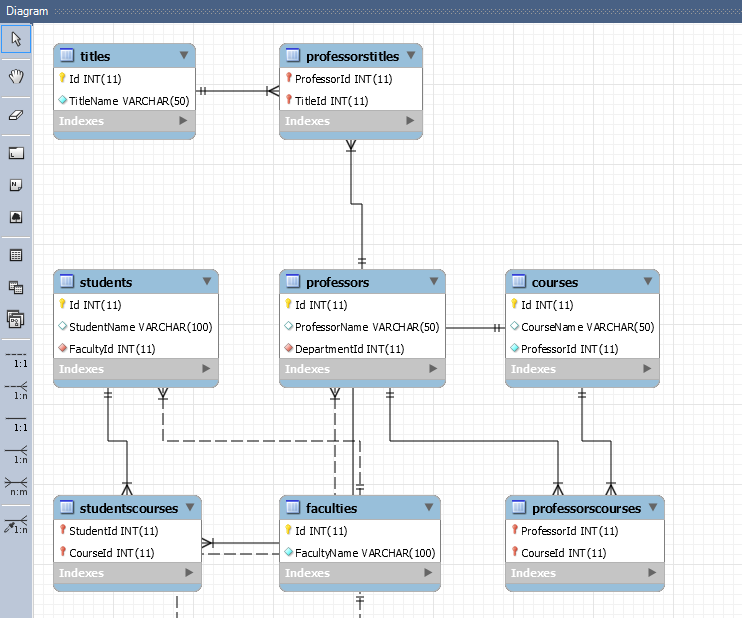 Diagram
titles
Id INT(11)
TitleName VARCHAR(50)
Indexes
professorstitles
ProfessorId INT(11)
TitleId INT(11)
Indexes
students
Id INT(11)
StudentName VARCHAR(100)
FacultyId INT(11)
Indexes
professors
Id INT(11)
ProfessorName VARCHAR(50)
DepartmentId INT(11)
Indexes
courses
Id INT(11)
CourseName VARCHAR(50)
ProfessorId INT(11)
Indexes
1:1
1:n
1:1
1:n
n:m
1:n
studentscourses
StudentId INT(11)
CourseId INT(11)
Indexes
faculties
Id INT(11)
FacultyName VARCHAR(100)
Indexes
professorscourses
ProfessorId INT(11)
CourseId INT(11)
Indexes